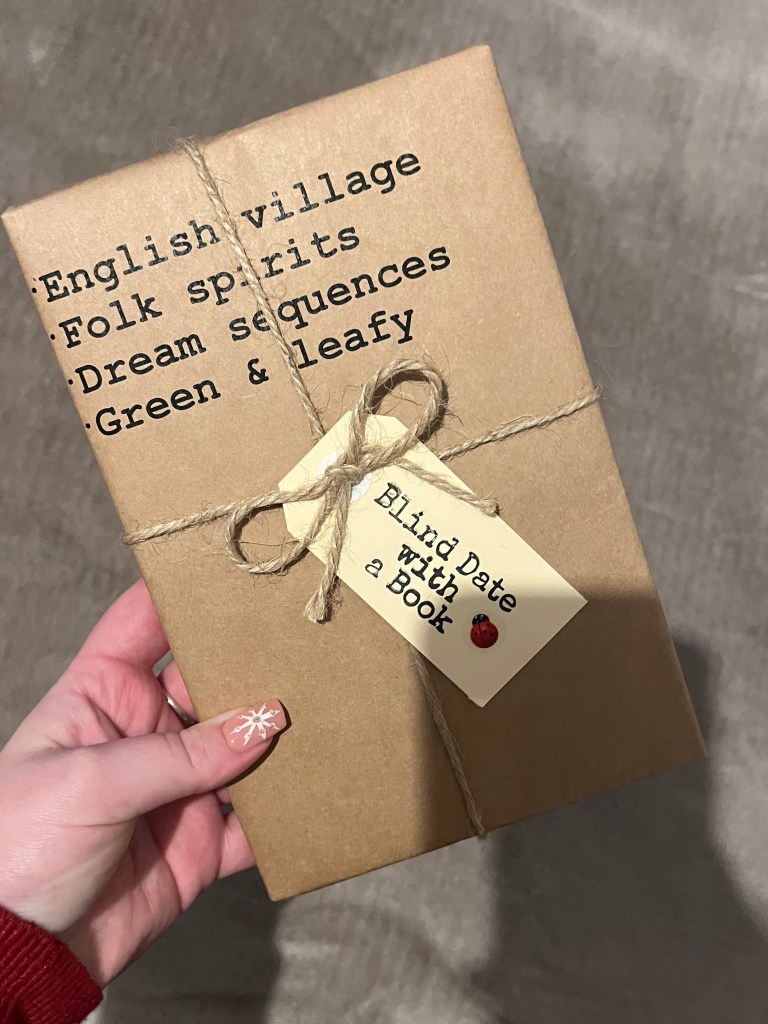 ·English village
·Folk spirits
·Dream sequences
·Green & leafy
Blind Date
with
a Book